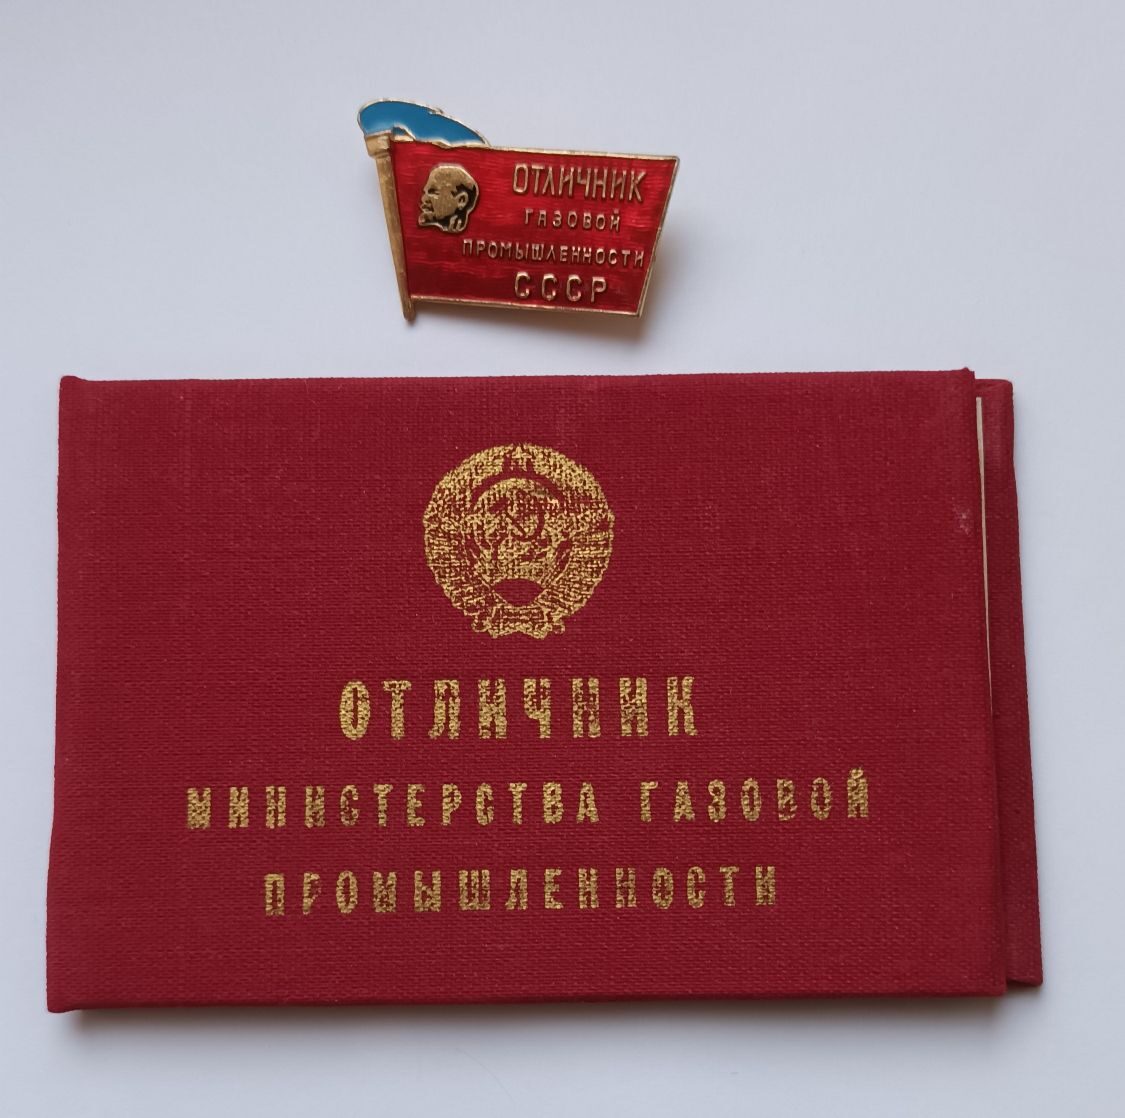 ОТЛИЧНИК
ГАЗОВОЙ
ПРОМЫШЛЕННОСТИ
СССР
ОТЛИЧНИК
МИНИСТЕРСТВА ГАЗОВОЙ
ПРОМЫШЛЕННОСТИ